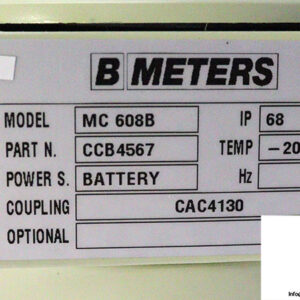 B METERS
MODEL MC 608B IP 68
PART N. CCB4567 TEMP -20
POWER S. BATTERY Hz
COUPLING CAC4130
OPTIONAL